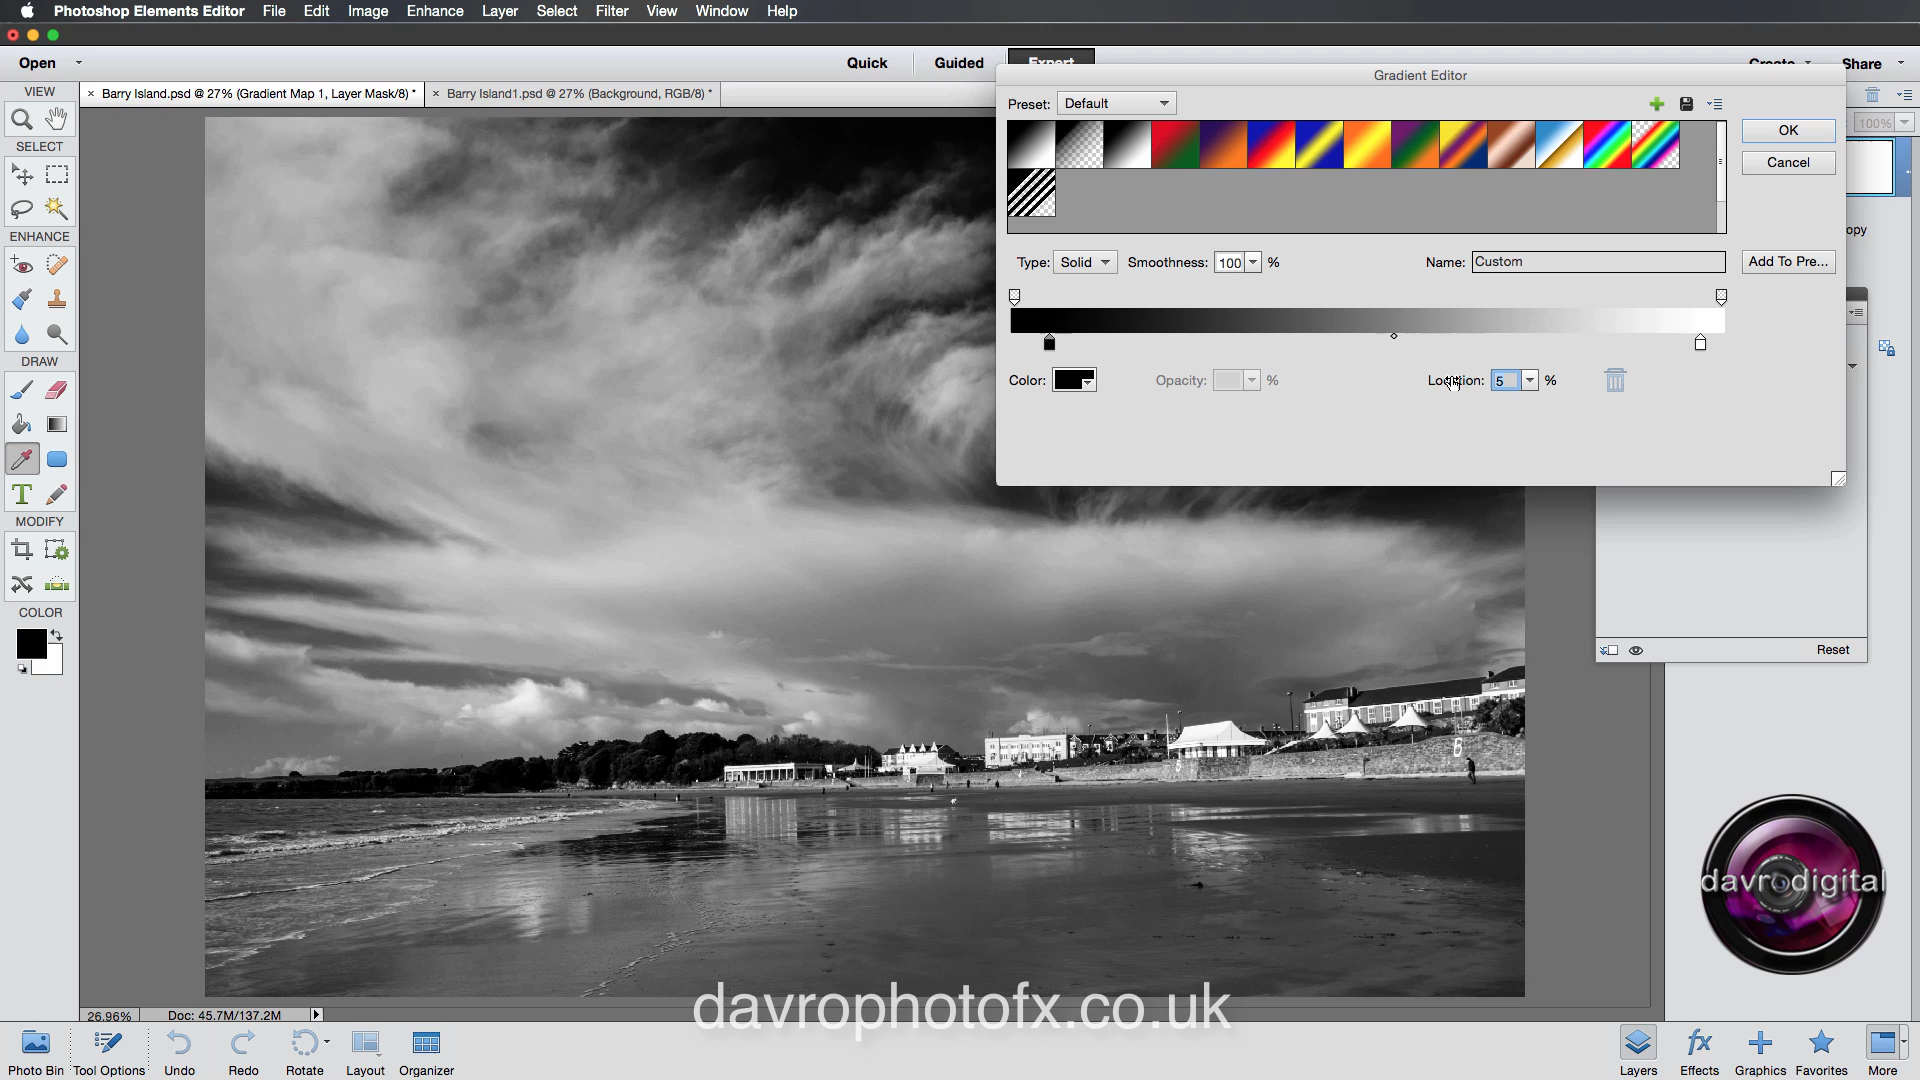 Photoshop Elements Editor File Edit Image Enhance Layer Select Filter View Window Help
Open Quick Guided Expert Create Share
Gradient Editor
× Barry Island.psd @ 27% (Gradient Map 1, Layer Mask/8) * × Barry Island1.psd @ 27% (Background, RGB/8) *
VIEW
Preset: Default
100%
OK
Cancel
SELECT
opy
ENHANCE
Type: Solid Smoothness: 100 % Name: Custom Add To Pre...
DRAW
Color: Opacity: % Location: 5 %
T
MODIFY
COLOR
Reset
B
davrodigital
davrophotofx.co.uk
26.96% Doc: 45.7M/137.2M
fx
Photo Bin Tool Options Undo Redo Rotate Layout Organizer Layers Effects Graphics Favorites More